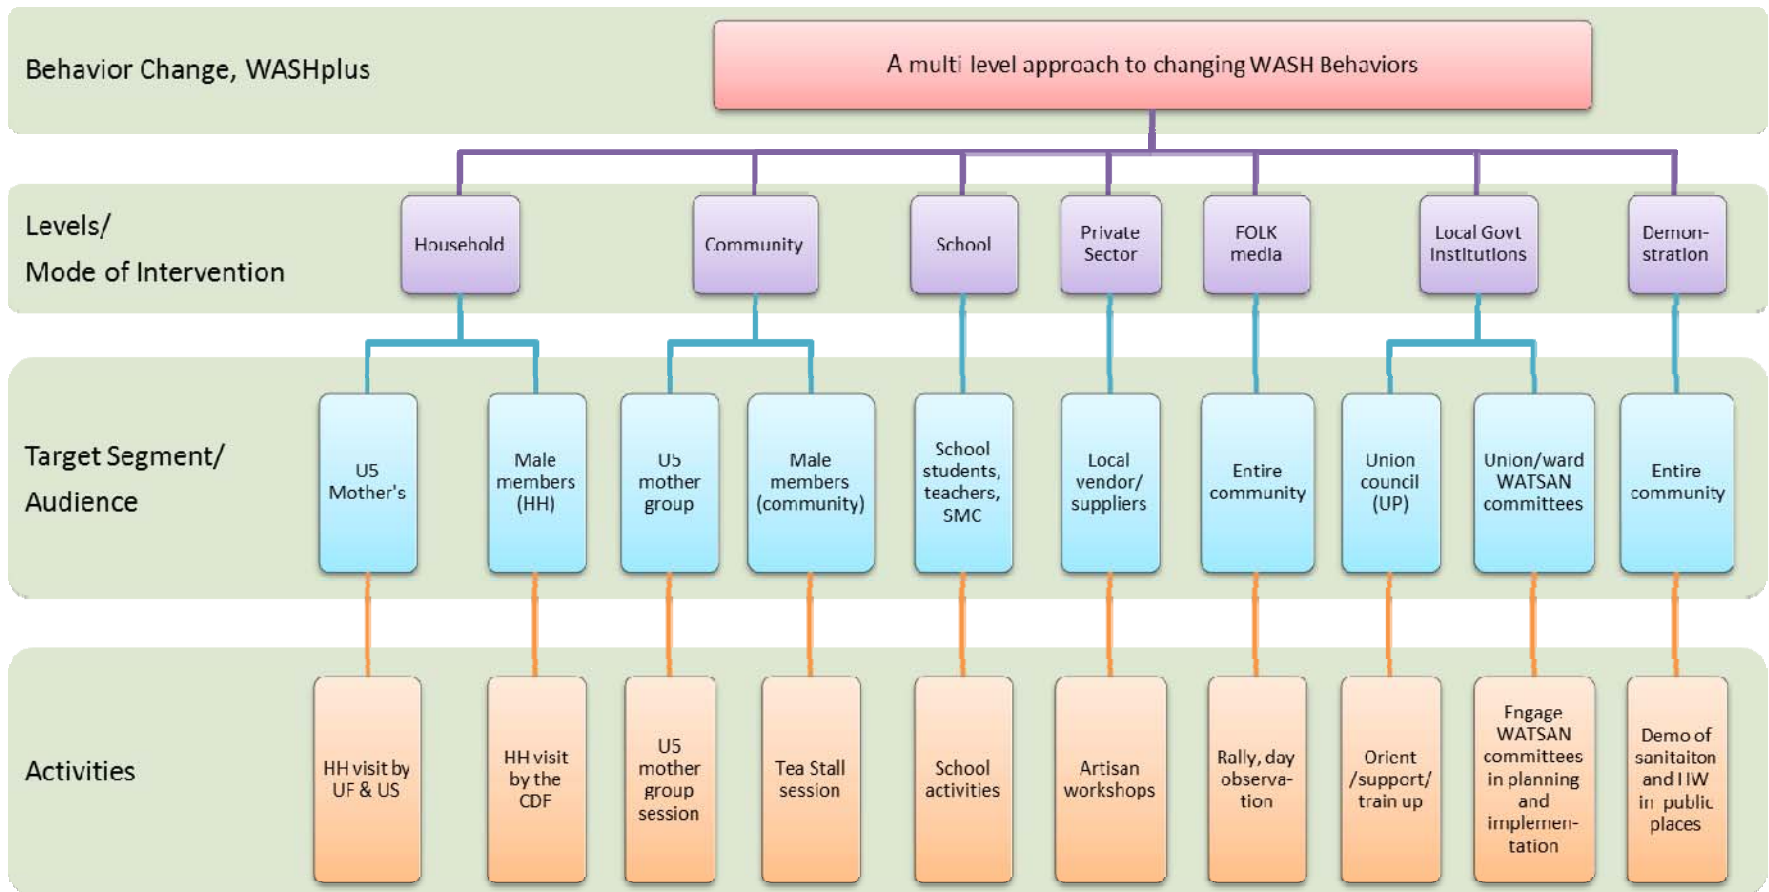 Behavior Change, WASHplus
A multi level approach to changing WASH Behaviors
Levels/
Mode of Intervention
Household
Community
School
Private
Sector
FOLK
media
Local Govt
Institutions
Demon-
stration
Target Segment/
Audience
U5
Mother's
Male
members
(HH)
U5
mother
group
Male
members
(community)
School
students,
teachers,
SMC
Local
vendor/
suppliers
Entire
community
Union
council
(UP)
Union/ward
WATSAN
committees
Entire
community
Activities
HH visit by
UF & US
HH visit
by the
CDF
U5
mother
group
session
Tea Stall
session
School
activities
Artisan
workshops
Rally, day
observa-
tion
Orient
/support/
train up
Engage
WATSAN
committees
in planning
and
implemen-
tation
Demo of
sanitaiton
and HW
in public
places